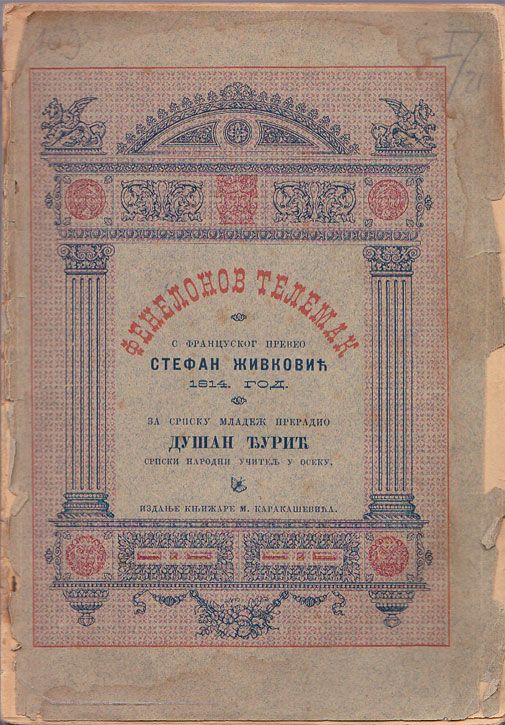 ФЕНЕЛОНОВ ТЕЛЕМАК
С ФРАНЦУСКОГ ПРЕВЕО
СТЕФАН ЖИВКОВИЋ
1814. ГОД.
ЗА СРПСКУ МЛАДЕЖ ПРЕРАДИО
ДУШАН ЂУРИЋ
СРПСКИ НАРОДНИ УЧИТЕЉ У ОСЕКУ.
ИЗДАЊЕ КЊИЖАРЕ М. КАРАКАШЕВИЋА.